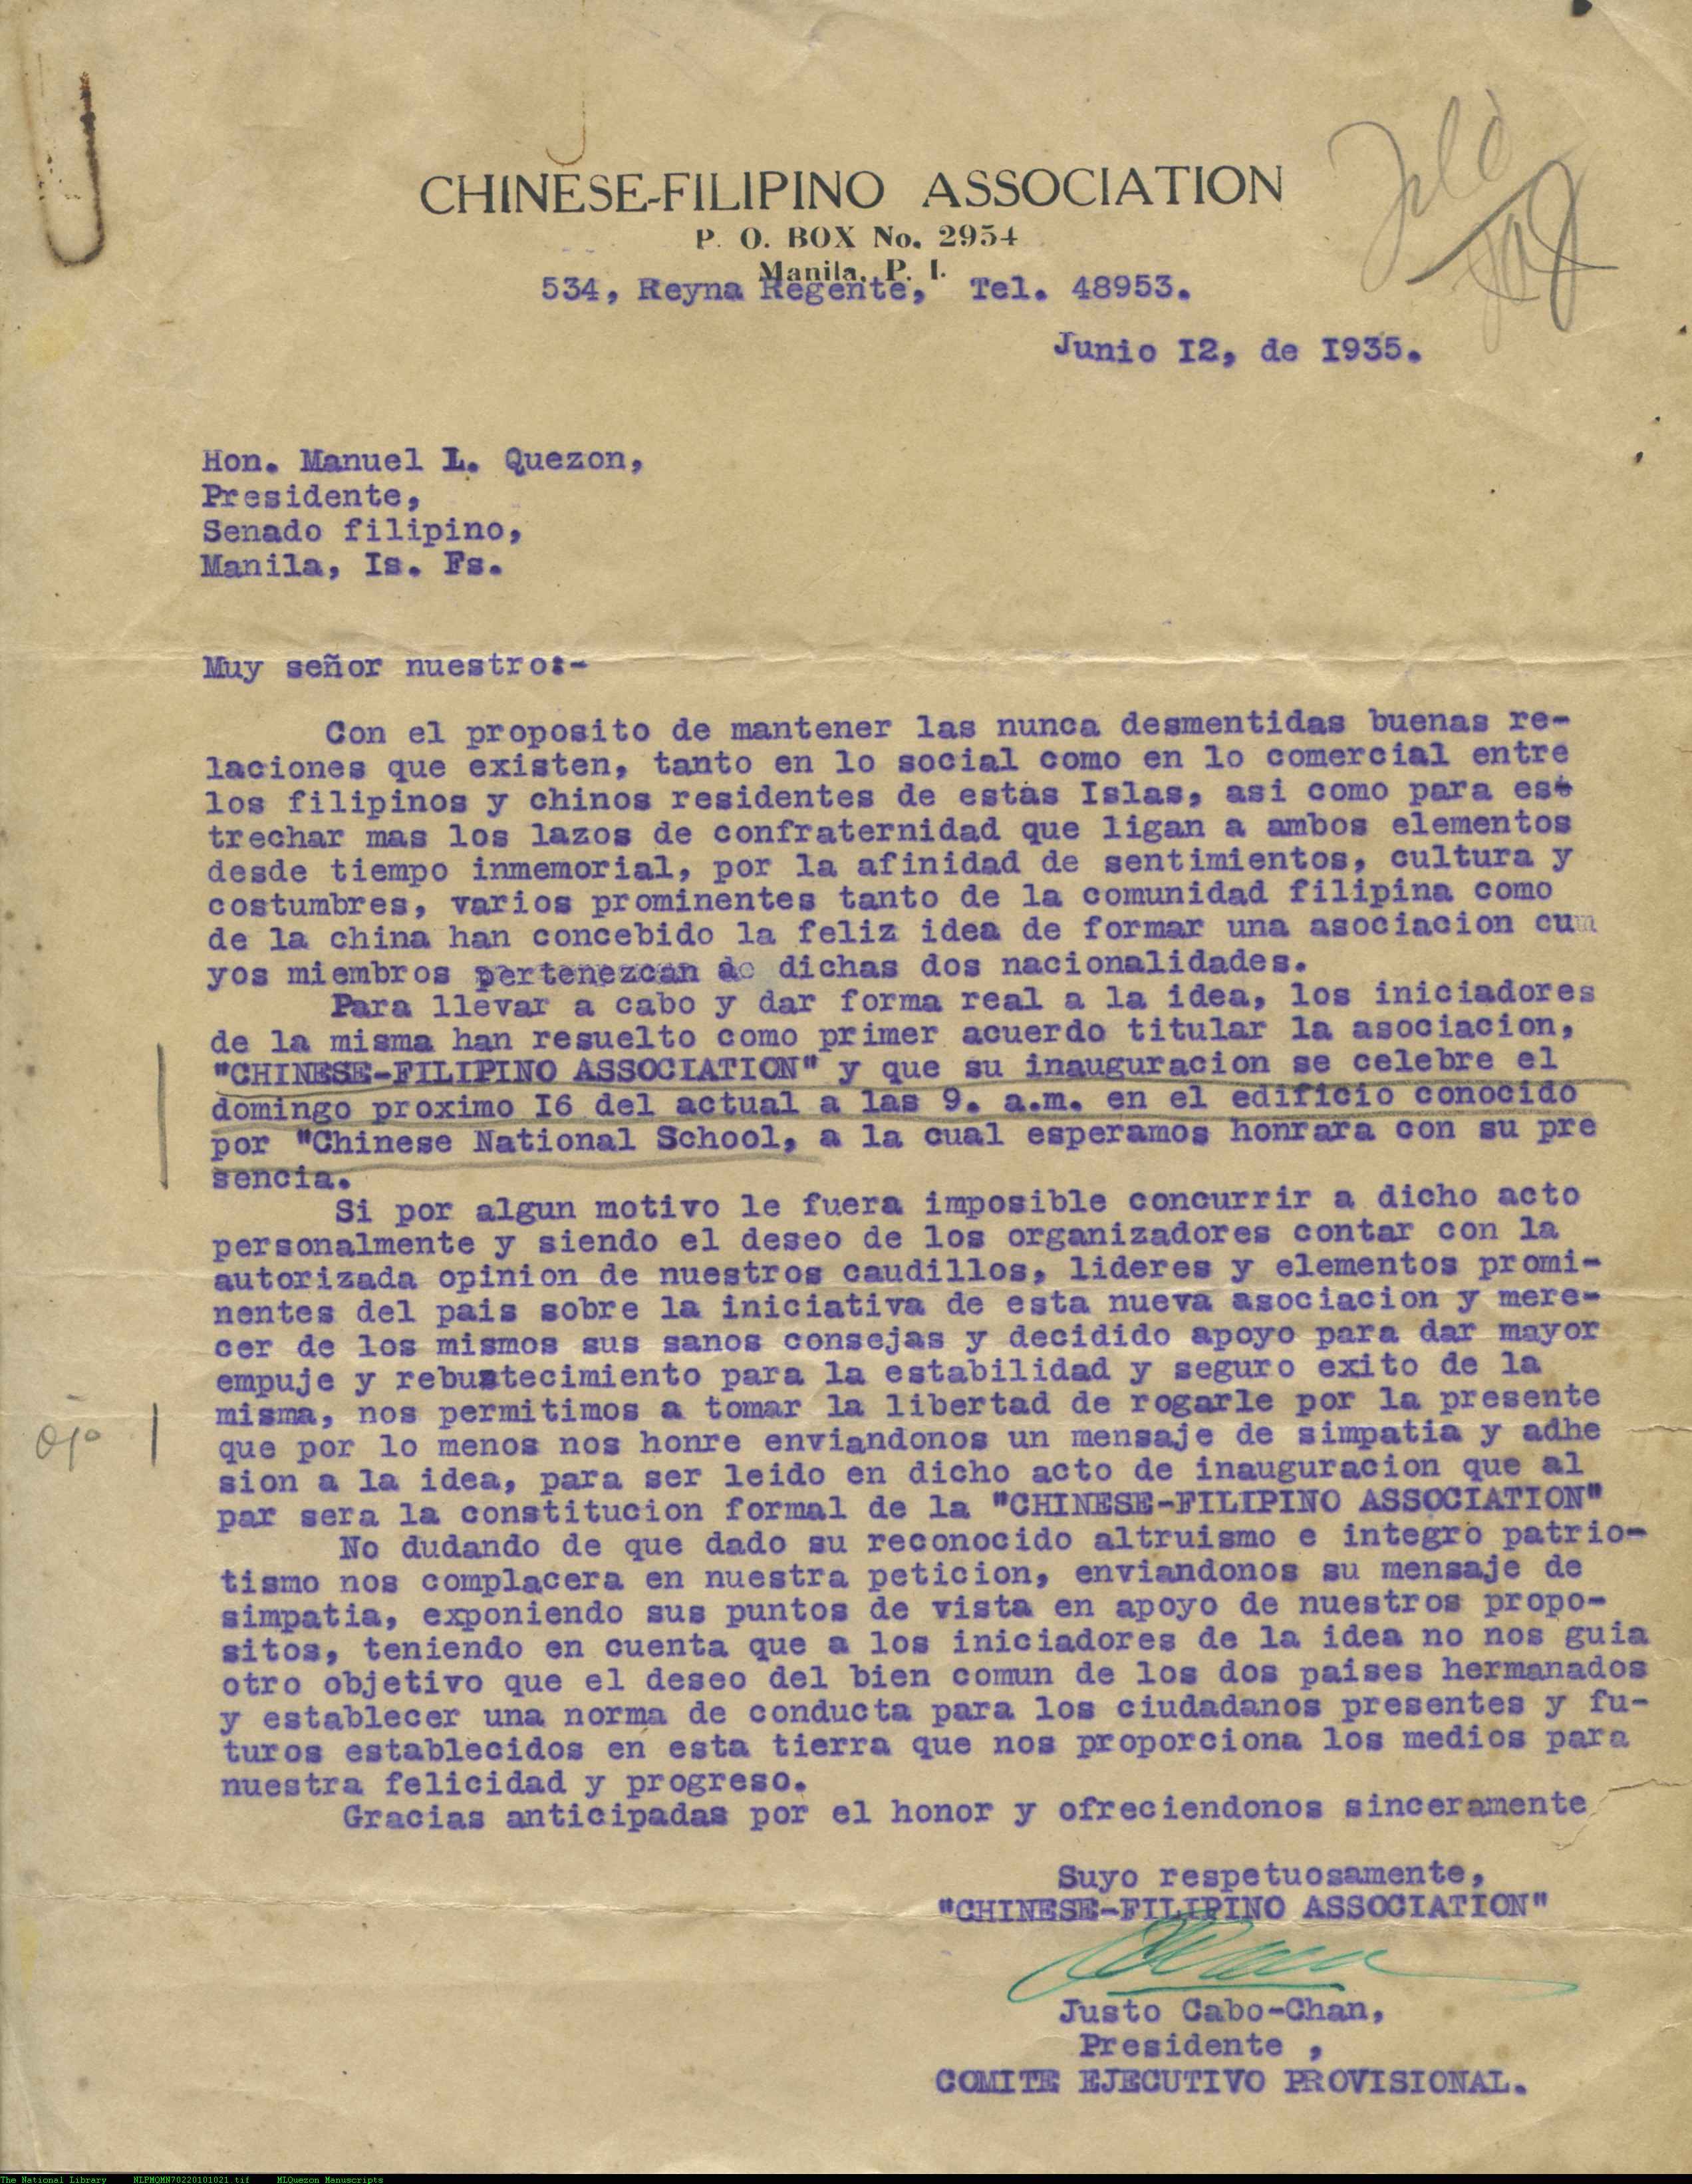 CHINESE-FILIPINO ASSOCIATION
P. O. BOX No. 2954
Manila, P. I.
534, Reyna Regente, Tel. 48953.
Junio I2, de I935.
Hon. Manuel L. Quezon,
Presidente,
Senado filipino,
Manila, Is. Fs.
Muy señor nuestro:-
Con el proposito de mantener las nunca desmentidas buenas re-
laciones que existen, tanto en lo social como en lo comercial entre
los filipinos y chinos residentes de estas Islas, asi como para es-
trechar mas los lazos de confraternidad que ligan a ambos elementos
desde tiempo inmemorial, por la afinidad de sentimientos, cultura y
costumbres, varios prominentes tanto de la comunidad filipina como
de la china han concebido la feliz idea de formar una asociacion cu
yos miembros pertenezcan de dichas dos nacionalidades.
Para llevar a cabo y dar forma real a la idea, los iniciadores
de la misma han resuelto como primer acuerdo titular la asociacion,
"CHINESE-FILIPINO ASSOCIATION" y que su inauguracion se celebre el
domingo proximo I6 del actual a las 9. a.m. en el edificio conocido
por "Chinese National School, a la cual esperamos honrara con su pre
sencia.
Si por algun motivo le fuera imposible concurrir a dicho acto
personalmente y siendo el deseo de los organizadores contar con la
autorizada opinion de nuestros caudillos, lideres y elementos promi-
nentes del pais sobre la iniciativa de esta nueva asociacion y mere-
cer de los mismos sus sanos consejas y decidido apoyo para dar mayor
empuje y rebustecimiento para la estabilidad y seguro exito de la
misma, nos permitimos a tomar la libertad de rogarle por la presente
ojo
que por lo menos nos honre enviandonos un mensaje de simpatia y adhe
sion a la idea, para ser leido en dicho acto de inauguracion que al
par sera la constitucion formal de la "CHINESE-FILIPINO ASSOCIATION"
No dudando de que dado su reconocido altruismo e integro patrio-
tismo nos complacera en nuestra peticion, enviandonos su mensaje de
simpatia, exponiendo sus puntos de vista en apoyo de nuestros propo-
sitos, teniendo en cuenta que a los iniciadores de la idea no nos guia
otro objetivo que el deseo del bien comun de los dos paises hermanados
y establecer una norma de conducta para los ciudadanos presentes y fu-
turos establecidos en esta tierra que nos proporciona los medios para
nuestra felicidad y progreso.
Gracias anticipadas por el honor y ofreciendonos sinceramente
Suyo respetuosamente,
"CHINESE-FILIPINO ASSOCIATION"
Justo Cabo-Chan,
Presidente ,
COMITE EJECUTIVO PROVISIONAL.
The National Library NLPMQMN70220101021.tif MLQuezon Manuscripts